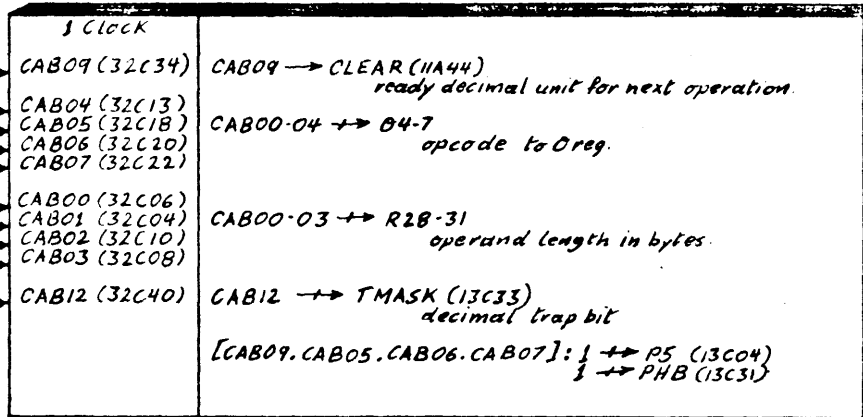 1 Clock
CAB09 (32C34) CAB09 → CLEAR (11A44)
ready decimal unit for next operation.
CAB04 (32C13)
CAB05 (32C18) CAB00-04 ↛ O4-7
CAB06 (32C20) opcode to O reg.
CAB07 (32C22)
CAB00 (32C06)
CAB01 (32C04) CAB00-03 ↛ R28-31
CAB02 (32C10) operand length in bytes.
CAB03 (32C08)
CAB12 (32C40) CAB12 ↛ TMASK (13C33)
decimal trap bit
[CAB09.CAB05.CAB06.CAB07]: 1 ↛ P5 (13C04)
1 ↛ PHB (13C31)